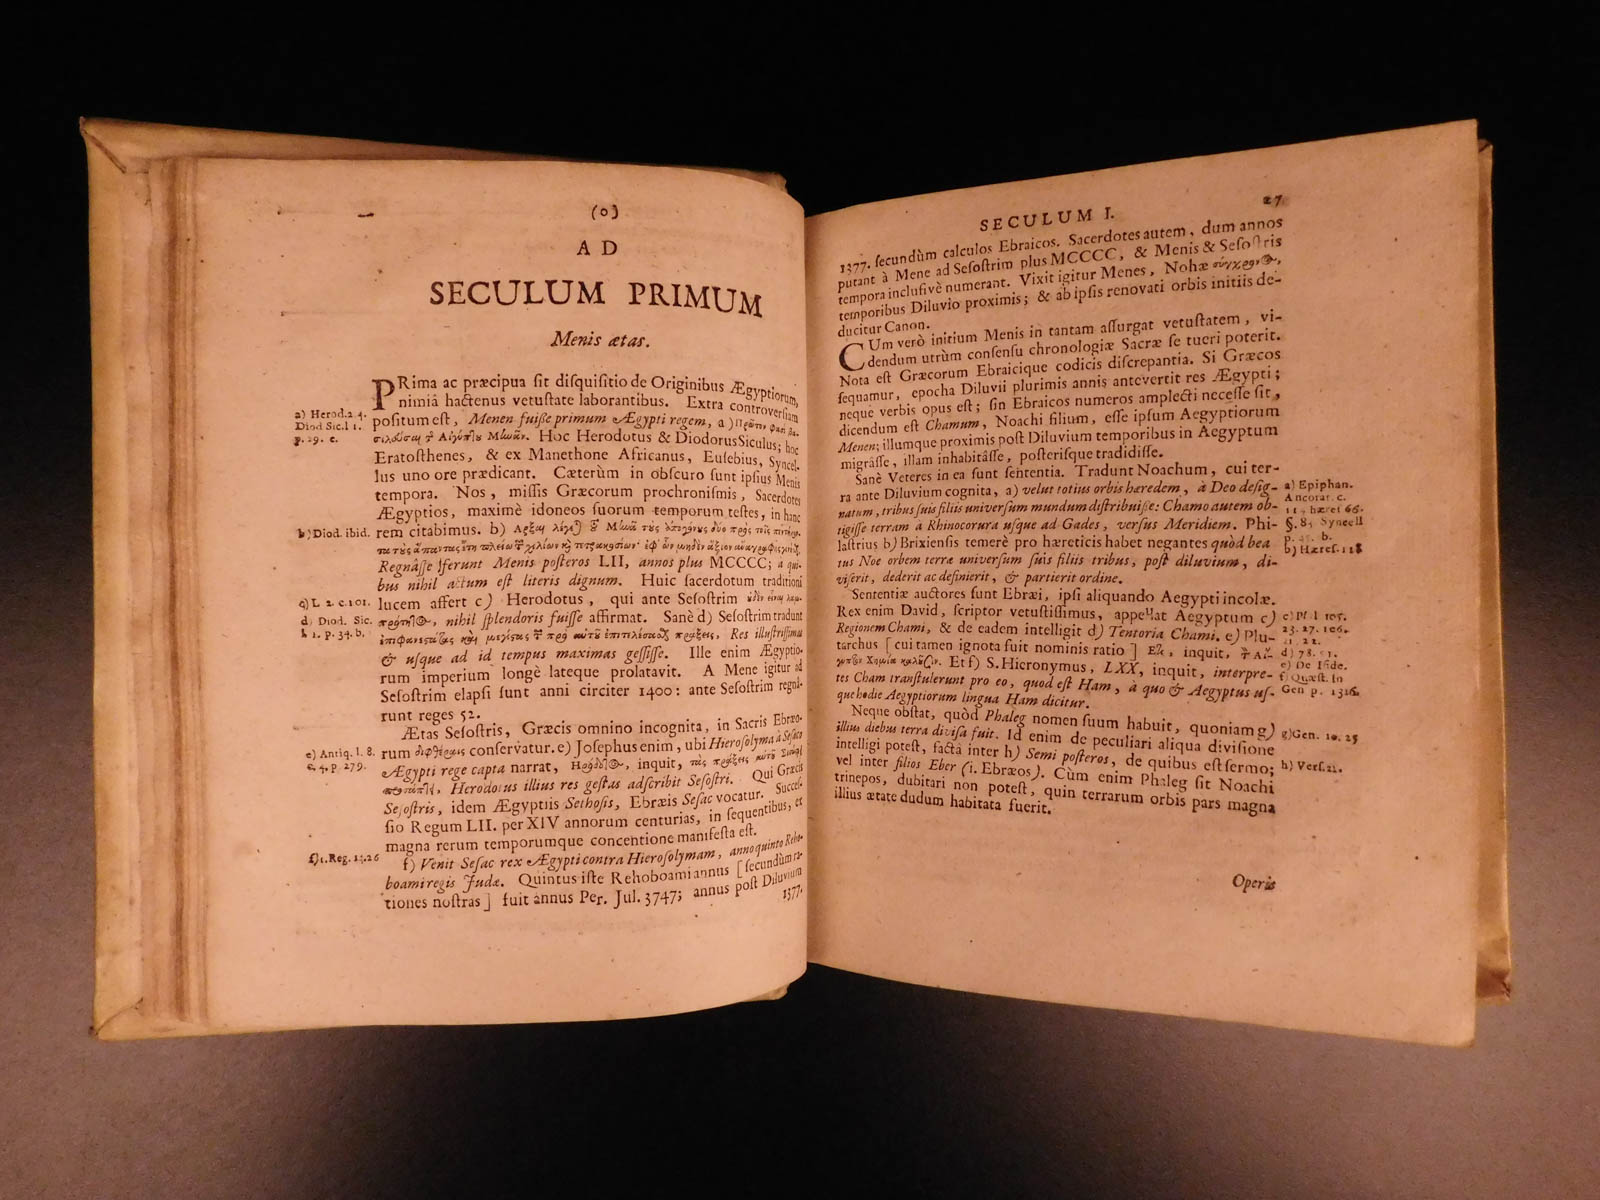 (0)
AD
SECULUM PRIMUM
Menis ætas.
PRima ac præcipua sit disquisitio de Originibus Ægyptiorum,
nimiâ hactenus vetustate laborantibus. Extra controversiam
a) Herod. 2. 4. positum est, Menen fuiße primum Ægypti regem, a)
Diod Sic. l 1. Hoc Herodotus & Diodorus Siculus; hoc
p. 29. c. Eratosthenes, & ex Manethone Africanus, Eusebius, Syncel-
lus uno ore prædicant. Cæterùm in obscuro sunt ipsius Menis
tempora. Nos, missis Græcorum prochronismis, Sacerdotes
Ægyptios, maximè idoneos suorum temporum testes, in hanc
b) Diod. ibid. rem citabimus. b)
Regnâsse ferunt Menis posteros LII, annos plus MCCCC; à qui-
bus nihil actum est literis dignum. Huic sacerdotum traditioni
c) L 2. c. 101. lucem affert c) Herodotus, qui ante Sesostrim
d) Diod. Sic. nihil splendoris fuisse affirmat. Sanè d) Sesostrim tradunt
l. 1. p. 34. b. Res illustrissimas
& usque ad id tempus maximas gessisse. Ille enim Ægyptio-
rum imperium longè lateque prolatavit. A Mene igitur ad
Sesostrim elapsi sunt anni circiter 1400: ante Sesostrim regnâ-
runt reges 52.
Ætas Sesostris, Græcis omnino incognita, in Sacris Ebræo-
e) Antiq. l. 8. rum conservatur. e) Josephus enim, ubi Hierosolyma à Sesaco
c. 4. p. 279. Ægypti rege capta narrat, inquit,
Herodotus illius res gestas adscribit Sesostri. Qui Græcis
Sesostris, idem Ægyptiis Sethosis, Ebræis Sesac vocatur. Succes-
sio Regum LII. per XIV annorum centurias, in sequentibus, ex
magna rerum temporumque concentione manifesta est.
f) 1. Reg. 14. 26 f) Venit Sesac rex Ægypti contra Hierosolymam, anno quinto Reho-
boami regis Judæ. Quintus iste Rehoboami annus [secundùm ra-
tiones nostras] fuit annus Per. Jul. 3747; annus post Diluvium
1377.
SECULUM I. 27
1377. secundùm calculos Ebraicos. Sacerdotes autem, dum annos
putant à Mene ad Sesostrim plus MCCCC, & Menis & Sesostris
tempora inclusivè numerant. Vixit igitur Menes, Nohæ
temporibus Diluvio proximis; & ab ipsis renovati orbis initiis de-
ducitur Canon.
CUm verò initium Menis in tantam assurgat vetustatem, vi-
dendum utrùm consensu chronologiæ Sacræ se tueri poterit.
Nota est Græcorum Ebraicique codicis discrepantia. Si Græcos
sequamur, epocha Diluvii plurimis annis antevertit res Ægypti;
neque verbis opus est; sin Ebraicos numeros amplecti necesse sit,
dicendum est Chamum, Noachi filium, esse ipsum Aegyptiorum
Menen; illumque proximis post Diluvium temporibus in Aegyptum
migrâsse, illam inhabitâsse, posterisque tradidisse.
Sanè Veteres in ea sunt sententia. Tradunt Noachum, cui ter-
ra ante Diluvium cognita, a) velut totius orbis hæredem, à Deo desig- a) Epiphan.
natum, tribus suis filiis universum mundum distribuiße: Chamo autem ob- Ancorat. c.
tigisse terram à Rhinocorura usque ad Gades, versus Meridiem. Phi- 114 hæret 66.
lastrius b) Brixiensis temerè pro hæreticis habet negantes quòd bea §. 83 Syncell
tus Noe orbem terræ universum suis filiis tribus, post diluvium, di- b) Hæres. 118
viserit, dederit ac definierit, & partierit ordine.
Sententiæ auctores sunt Ebræi, ipsi aliquando Aegypti incolæ.
Rex enim David, scriptor vetustissimus, appellat Aegyptum c) c) Ps. l 105.
Regionem Chami, & de eadem intelligit d) Tentoria Chami. e) Plu- 23. 27. 106.
tarchus [cui tamen ignota fuit nominis ratio] inquit, d) 78. 51.
Et f) S. Hieronymus, LXX, inquit, interpre- e) De Iside.
tes Cham transtulerunt pro eo, quod est Ham, à quo & Aegyptus us- f) Quæst. in
que hodie Aegyptiorum lingua Ham dicitur. Gen p. 1316.
Neque obstat, quòd Phaleg nomen suum habuit, quoniam g) g) Gen. 10. 25
illius diebus terra divisa fuit. Id enim de peculiari aliqua divisione
intelligi potest, factâ inter h) Semi posteros, de quibus est sermo; h) Vers. 21.
vel inter filios Eber (i. Ebræos). Cùm enim Phaleg sit Noachi
trinepos, dubitari non potest, quin terrarum orbis pars magna
illius ætate dudum habitata fuerit.
Operis